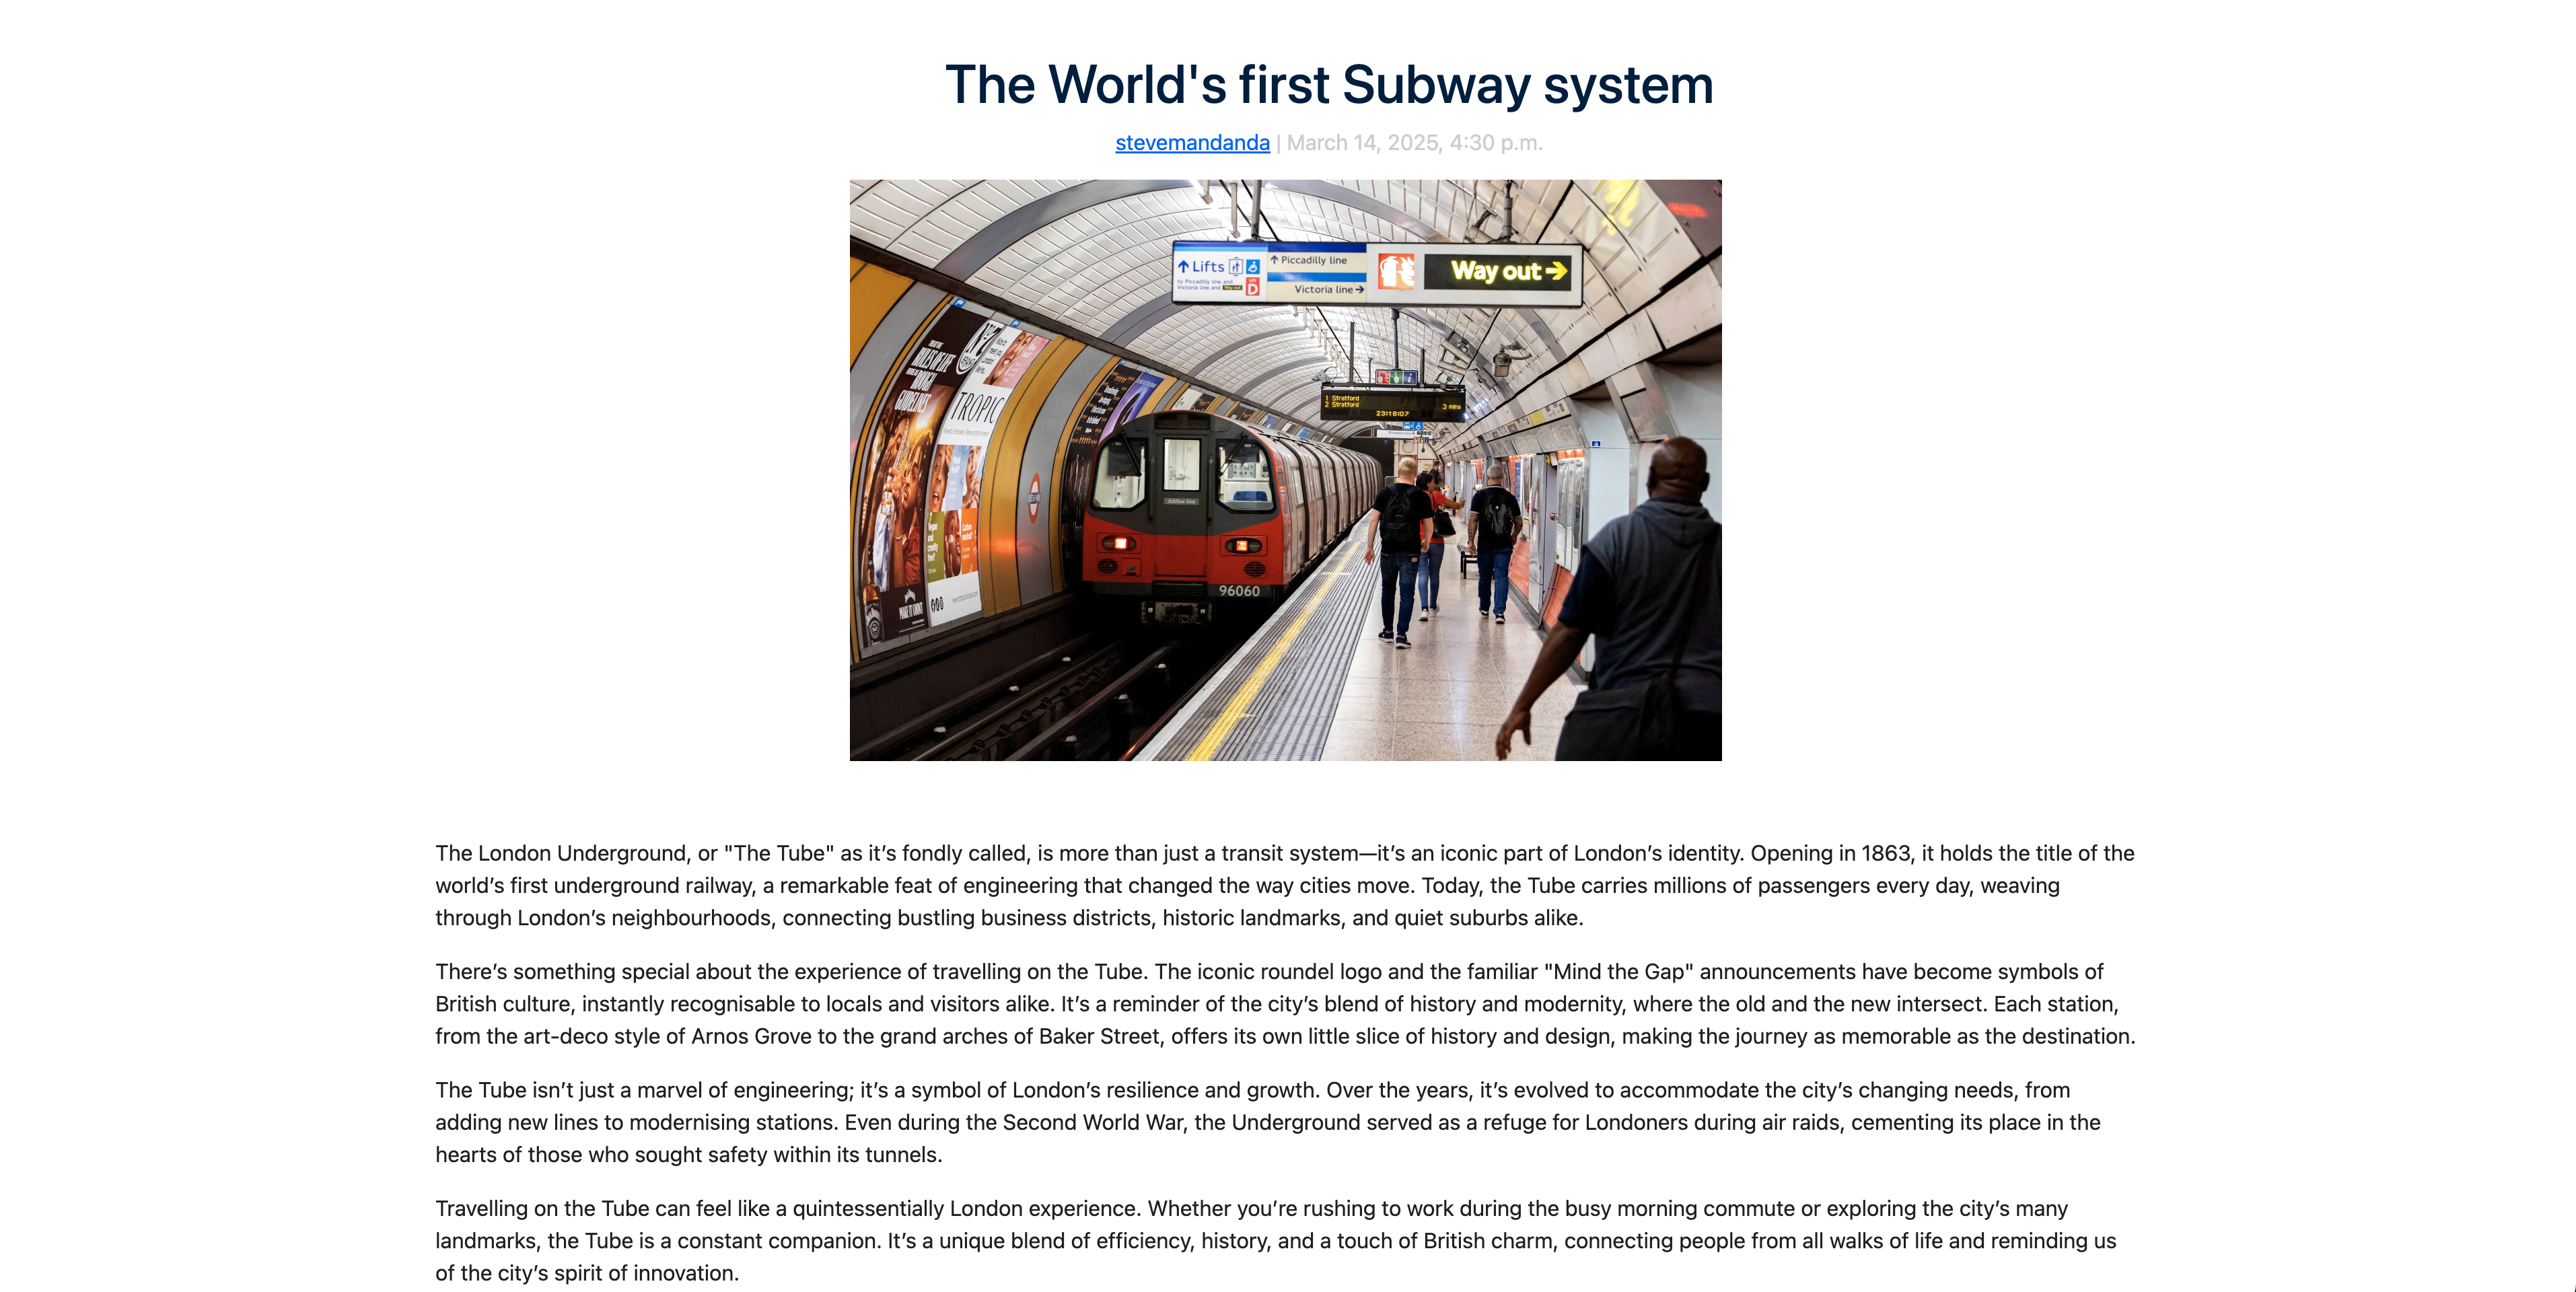 The World's first Subway system
stevemandanda | March 14, 2025, 4:30 p.m.
Lifts
to Piccadilly line and
Victoria line and Way out
D
Piccadilly line
Victoria line
Way out
1 Stratford
2 Stratford 3 mins
23:18:07
TROPIC
96060
The London Underground, or "The Tube" as it’s fondly called, is more than just a transit system—it’s an iconic part of London’s identity. Opening in 1863, it holds the title of the
world’s first underground railway, a remarkable feat of engineering that changed the way cities move. Today, the Tube carries millions of passengers every day, weaving
through London’s neighbourhoods, connecting bustling business districts, historic landmarks, and quiet suburbs alike.
There’s something special about the experience of travelling on the Tube. The iconic roundel logo and the familiar "Mind the Gap" announcements have become symbols of
British culture, instantly recognisable to locals and visitors alike. It’s a reminder of the city’s blend of history and modernity, where the old and the new intersect. Each station,
from the art-deco style of Arnos Grove to the grand arches of Baker Street, offers its own little slice of history and design, making the journey as memorable as the destination.
The Tube isn’t just a marvel of engineering; it’s a symbol of London’s resilience and growth. Over the years, it’s evolved to accommodate the city’s changing needs, from
adding new lines to modernising stations. Even during the Second World War, the Underground served as a refuge for Londoners during air raids, cementing its place in the
hearts of those who sought safety within its tunnels.
Travelling on the Tube can feel like a quintessentially London experience. Whether you’re rushing to work during the busy morning commute or exploring the city’s many
landmarks, the Tube is a constant companion. It’s a unique blend of efficiency, history, and a touch of British charm, connecting people from all walks of life and reminding us
of the city’s spirit of innovation.